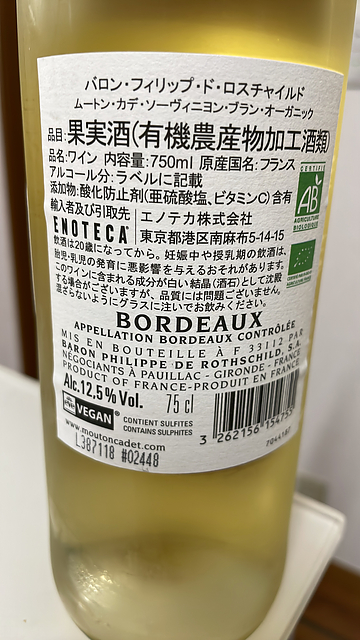 バロン・フィリップ・ド・ロスチャイルド
ムートン・カデ・ソーヴィニヨン・ブラン・オーガニック
品目:果実酒(有機農産物加工酒類)
品名:ワイン 内容量:750ml 原産国名:フランス
アルコール分:ラベルに記載
添加物:酸化防止剤(亜硫酸塩、ビタミンC)含有
輸入者及び引取先 エノテカ株式会社
ENOTECA 東京都港区南麻布5-14-15
飲酒は20歳になってから。妊娠中や授乳期の飲酒は、
胎児・乳児の発育に悪影響を与えるおそれがあります。
このワインに含まれる成分が白い結晶(酒石)として沈殿
する場合がございますが、品質には問題ございません。
混ざらないようにグラスに注いでお飲みください。
CERTIFIÉ
AB
AGRICULTURE
BIOLOGIQUE
BORDEAUX
APPELLATION BORDEAUX CONTRÔLÉE
MIS EN BOUTEILLE À F 33112 PAR
BARON PHILIPPE DE ROTHSCHILD, S.A.
NÉGOCIANTS À PAUILLAC - GIRONDE - FRANCE
PRODUCT OF FRANCE-PRODUIT EN FRANCE
Alc.12.5% Vol. 75 cl
VEGAN
CONTIENT SULFITES
CONTAINS SULPHITES
www.moutoncadet.com
L387118 #02448
3 262156 154755